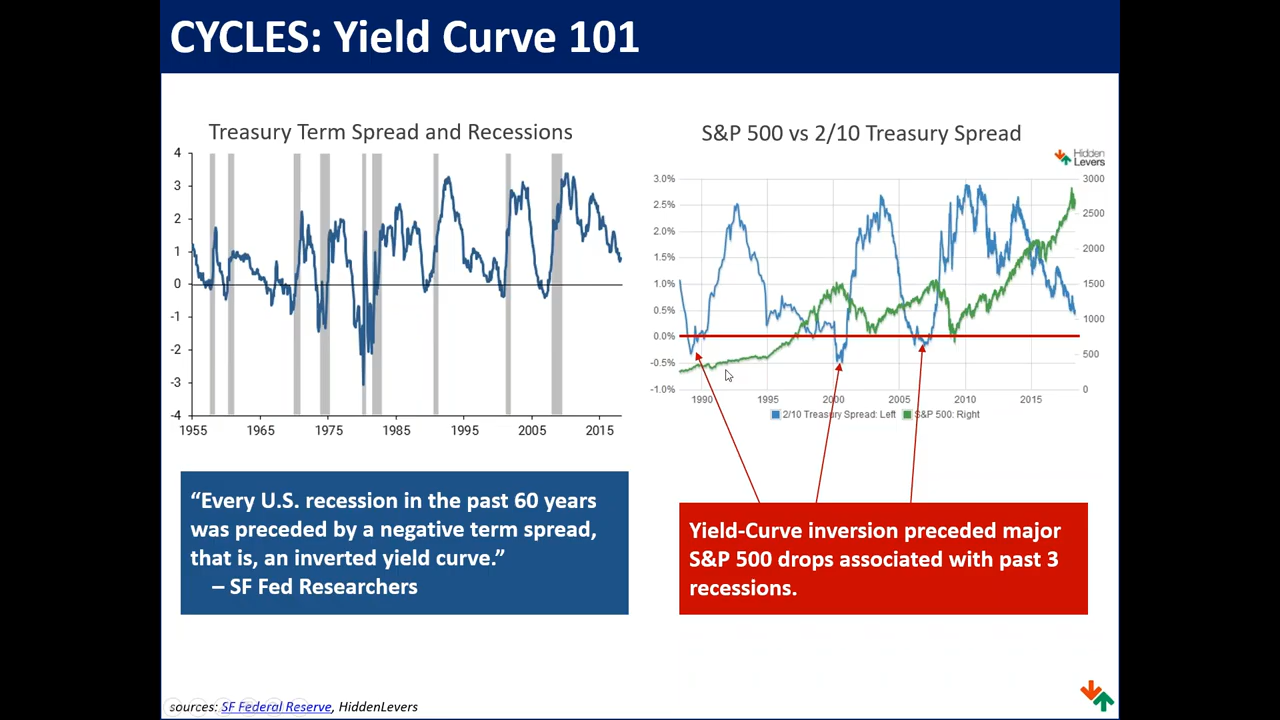 CYCLES: Yield Curve 101
Treasury Term Spread and Recessions
4
3
2
1
0
-1
-2
-3
-4
1955
1965
1975
1985
1995
2005
2015
S&P 500 vs 2/10 Treasury Spread
Hidden
Levers
3.0%
2.5%
2.0%
1.5%
1.0%
0.5%
0.0%
-0.5%
-1.0%
3000
2500
2000
1500
1000
500
0
1990
1995
2000
2005
2010
2015
2/10 Treasury Spread: Left
S&P 500: Right
“Every U.S. recession in the past 60 years
was preceded by a negative term spread,
that is, an inverted yield curve.”
– SF Fed Researchers
Yield-Curve inversion preceded major
S&P 500 drops associated with past 3
recessions.
sources: SF Federal Reserve, HiddenLevers